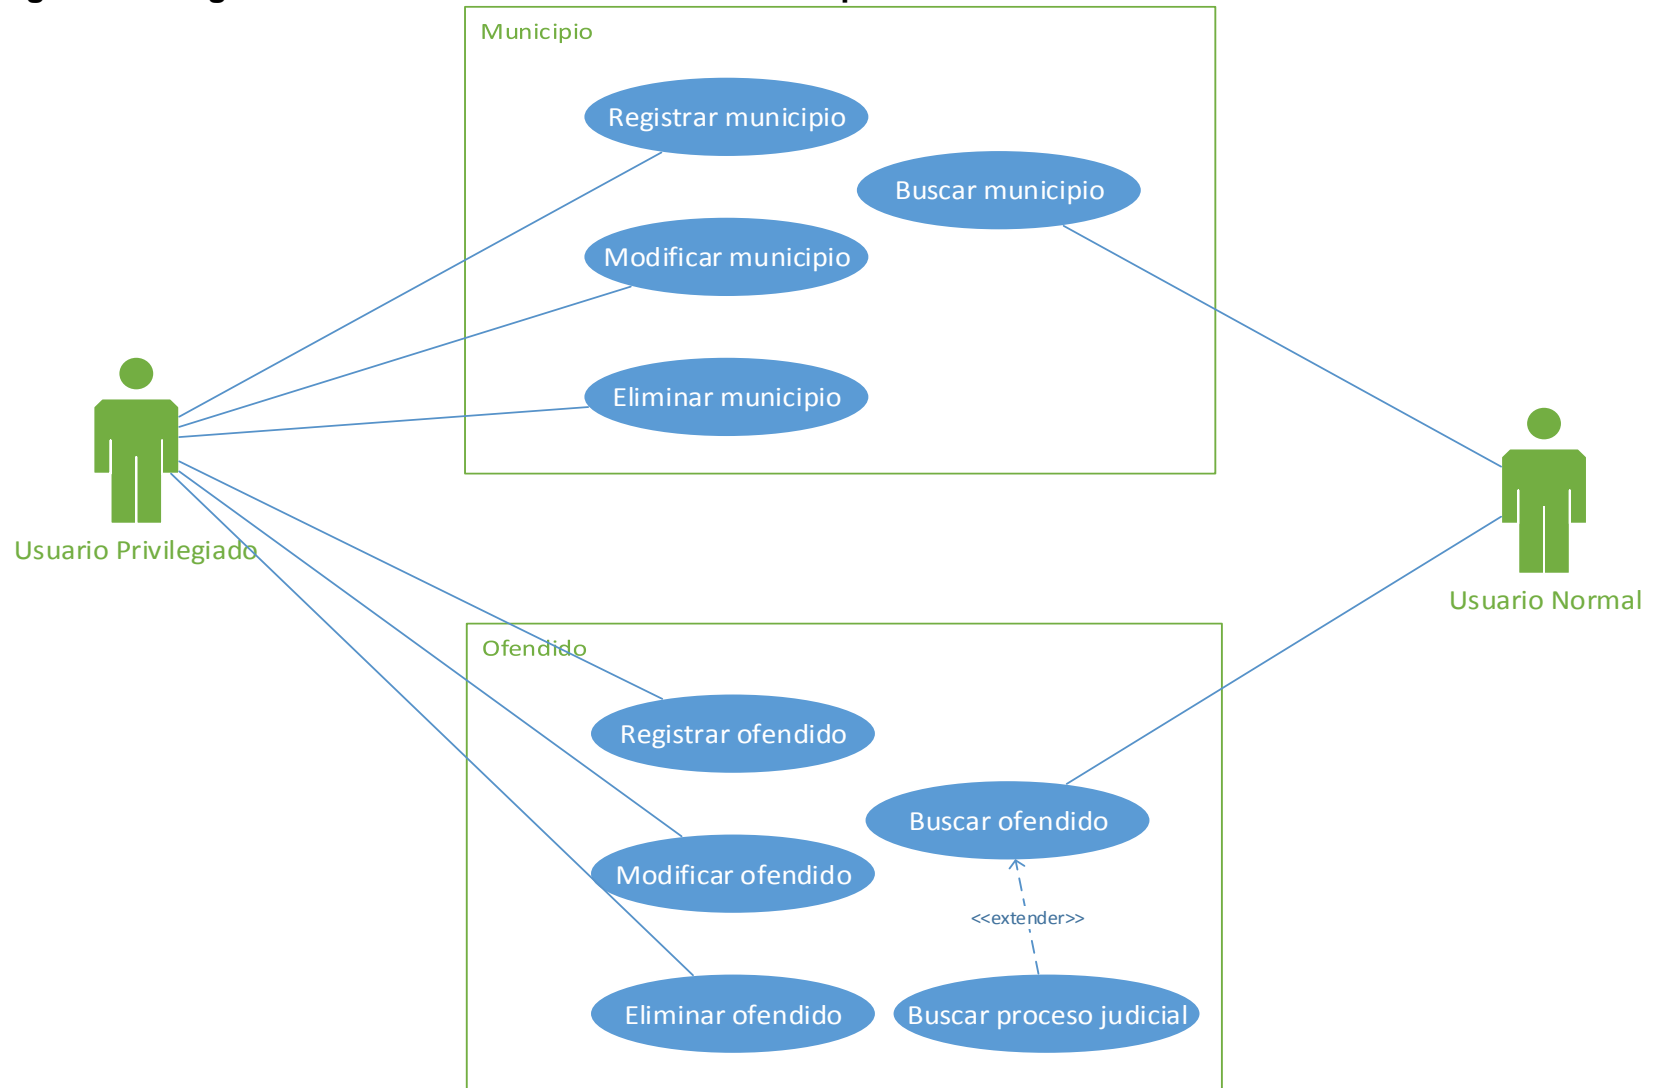 Municipio
Registrar municipio
Buscar municipio
Modificar municipio
Eliminar municipio
Usuario Privilegiado
Usuario Normal
Ofendido
Registrar ofendido
Buscar ofendido
Modificar ofendido
<<extender>>
Eliminar ofendido
Buscar proceso judicial